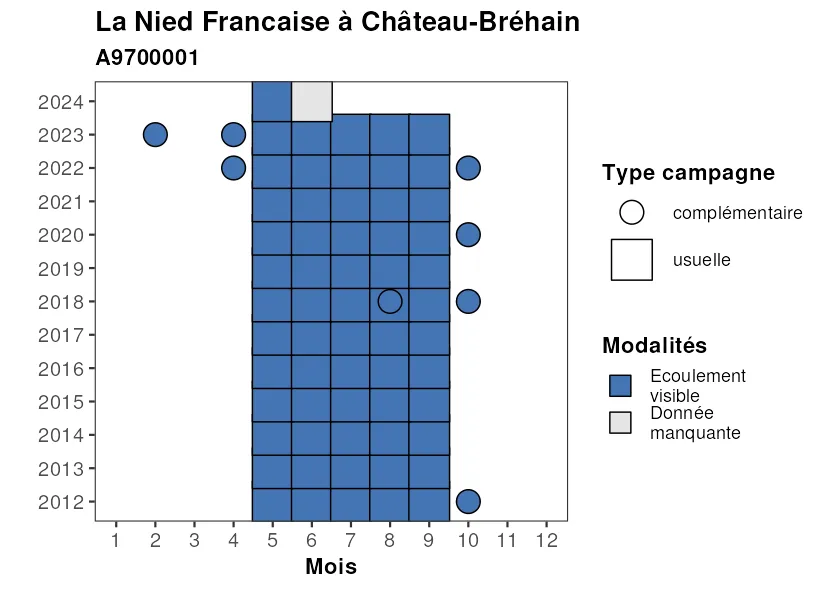 La Nied Francaise à Château-Bréhain
A9700001
2024
2023
2022
2021
2020
2019
2018
2017
2016
2015
2014
2013
2012
1 2 3 4 5 6 7 8 9 10 11 12
Mois
Type campagne
complémentaire
usuelle
Modalités
Ecoulement
visible
Donnée
manquante